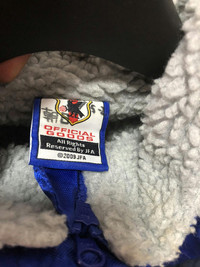 OFFICIAL
GOODS
All Rights
Reserved By JFA
©2009 JFA